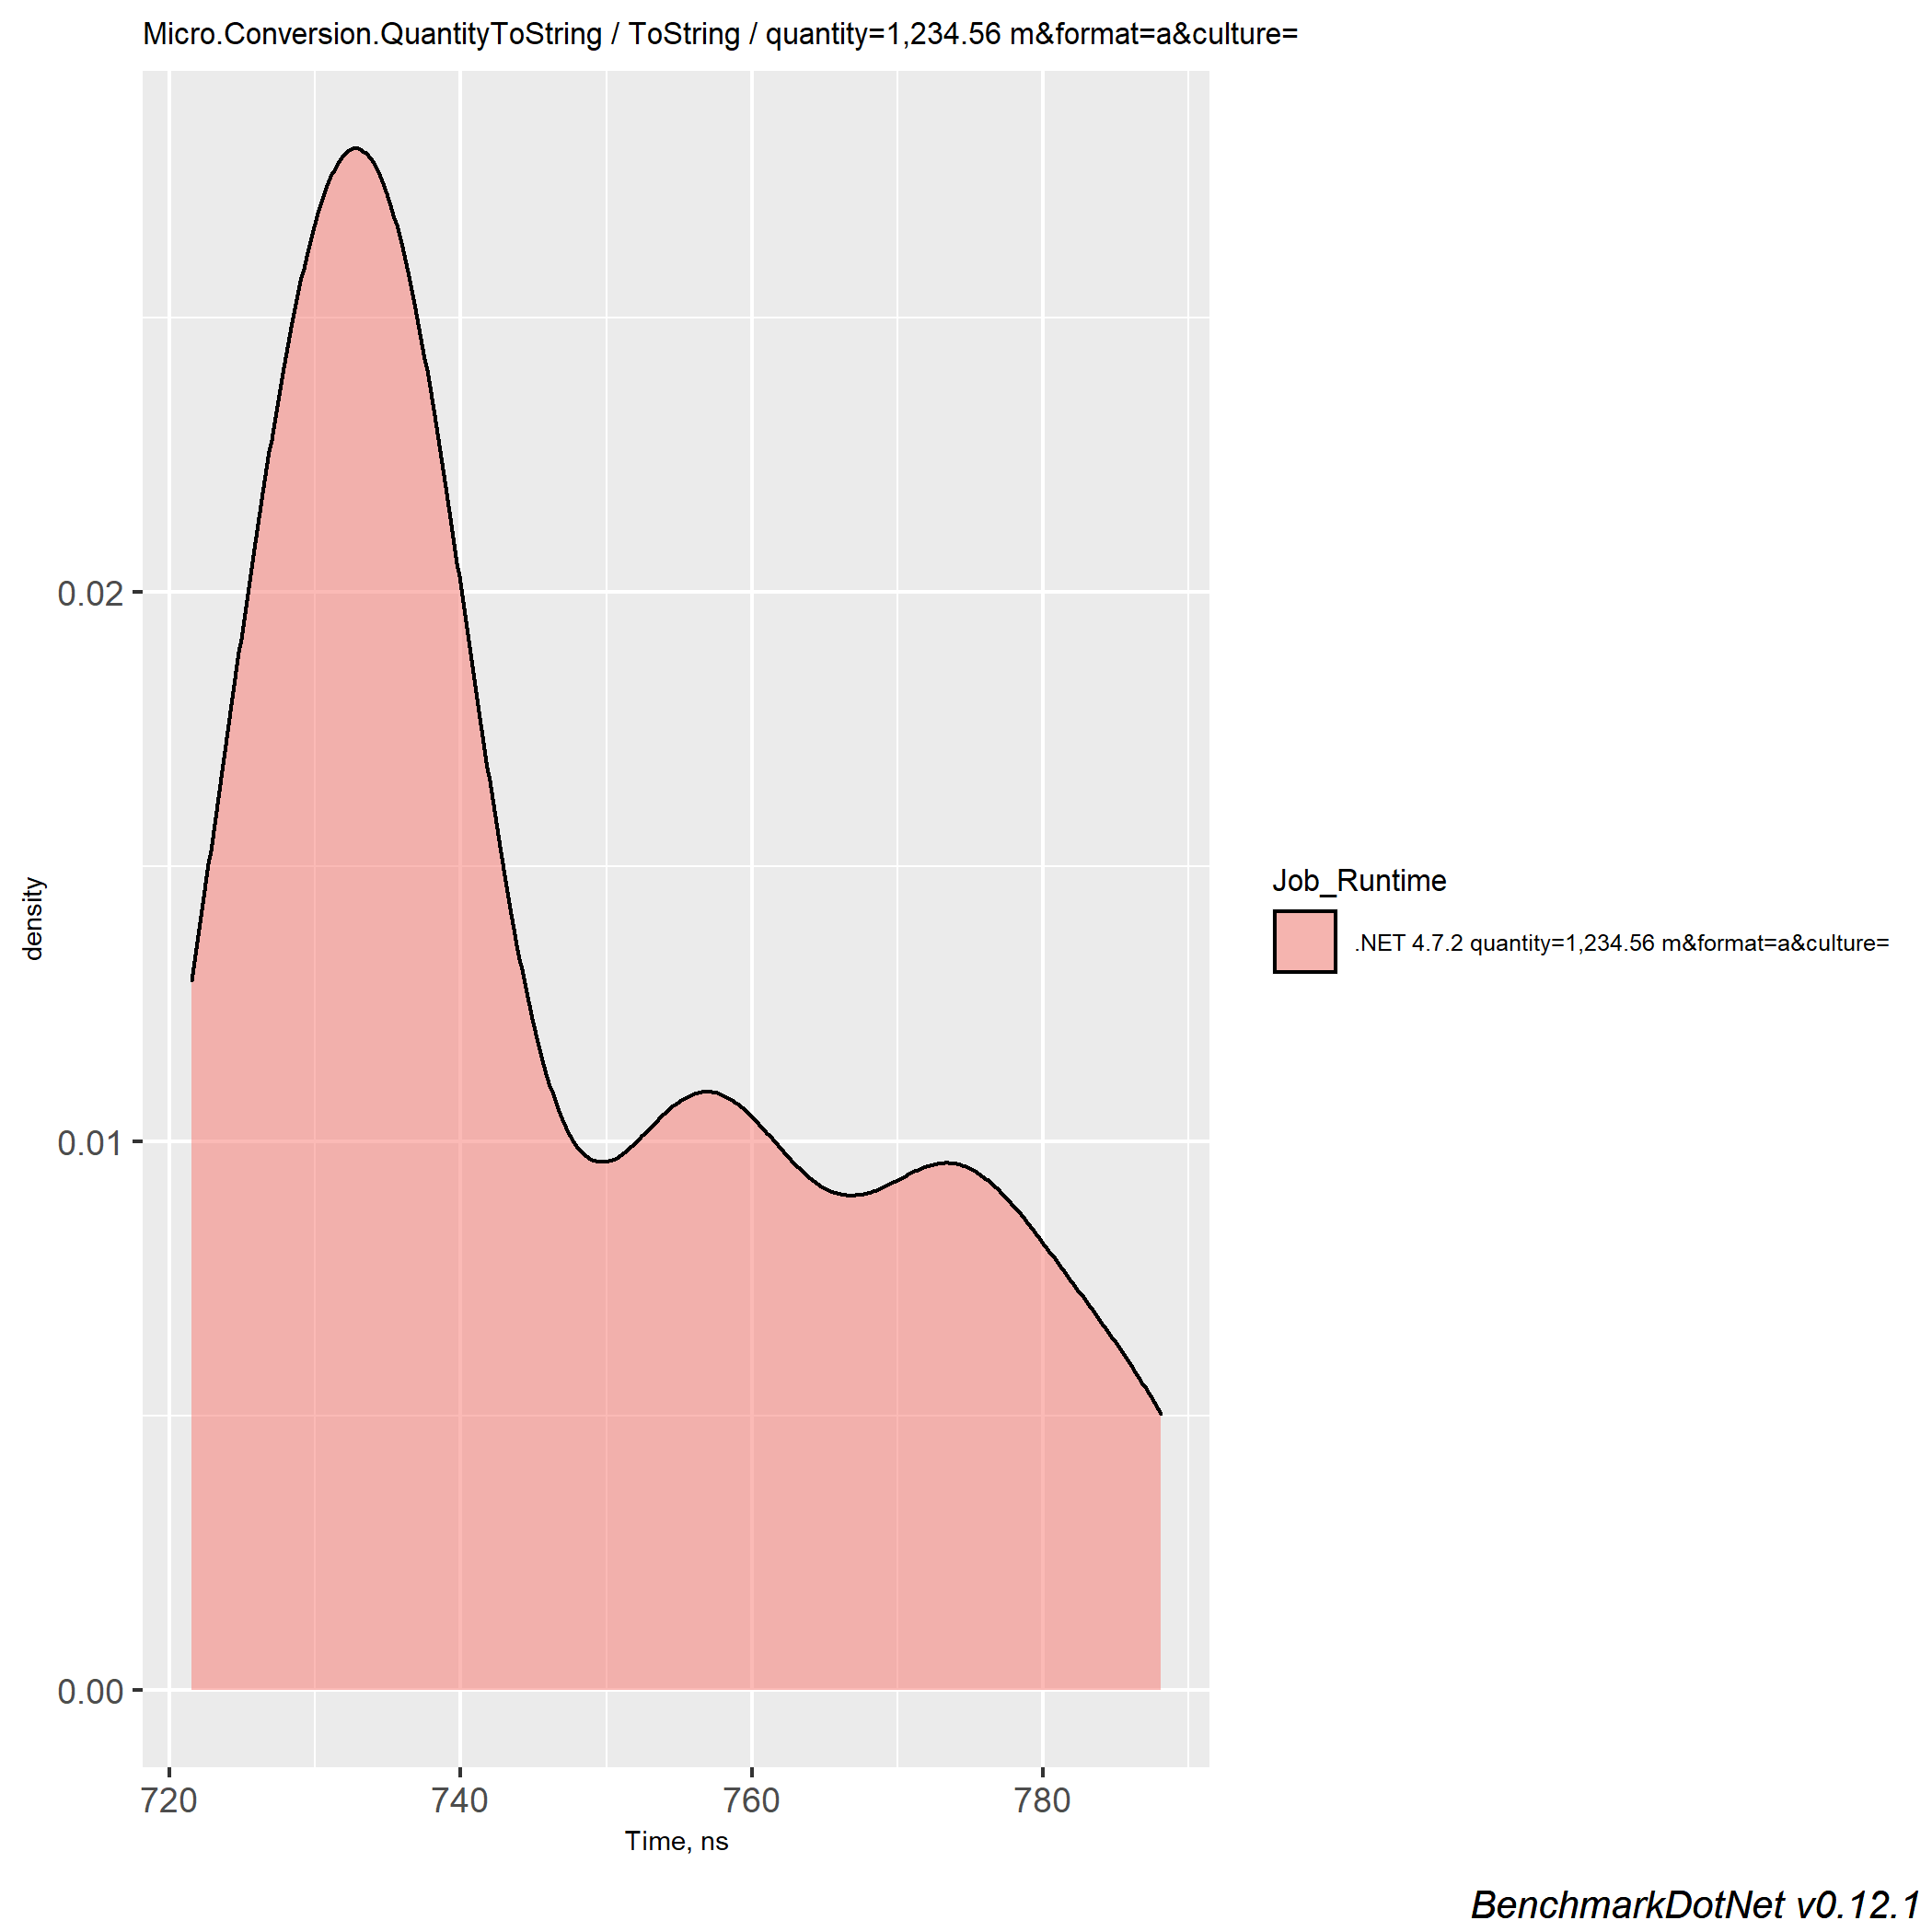 Micro.Conversion.QuantityToString / ToString / quantity=1,234.56 m&format=a&culture=
0.02
0.01
0.00
density
720 740 760 780
Time, ns
Job_Runtime
.NET 4.7.2 quantity=1,234.56 m&format=a&culture=
BenchmarkDotNet v0.12.1